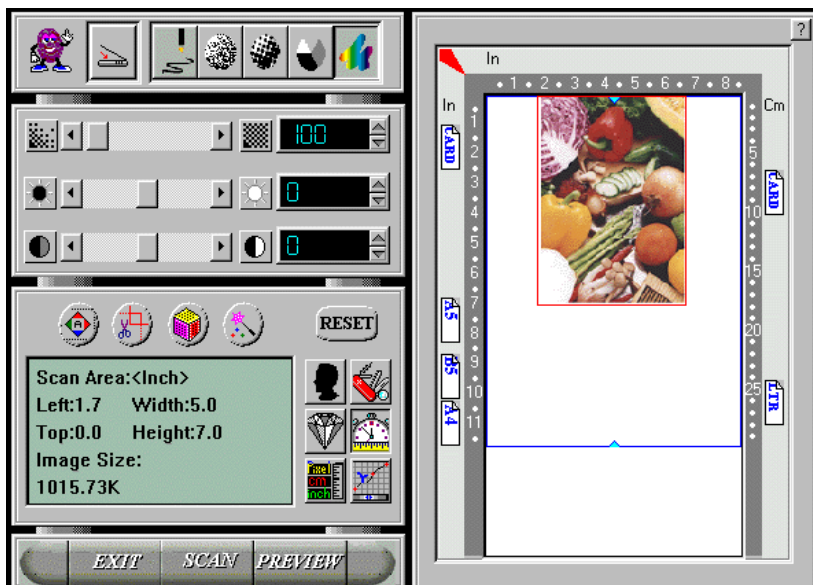 ?
In
1 2 3 4 5 6 7 8
In
Cm
1
2
3
4
5
6
7
8
9
10
11
CARD
A5
B5
A4
5
10
15
20
25
CARD
LTR
100
0
0
A
RESET
Scan Area:<Inch>
Left:1.7 Width:5.0
Top:0.0 Height:7.0
Image Size:
1015.73K
Pixel
cm
inch
γ
EXIT SCAN PREVIEW